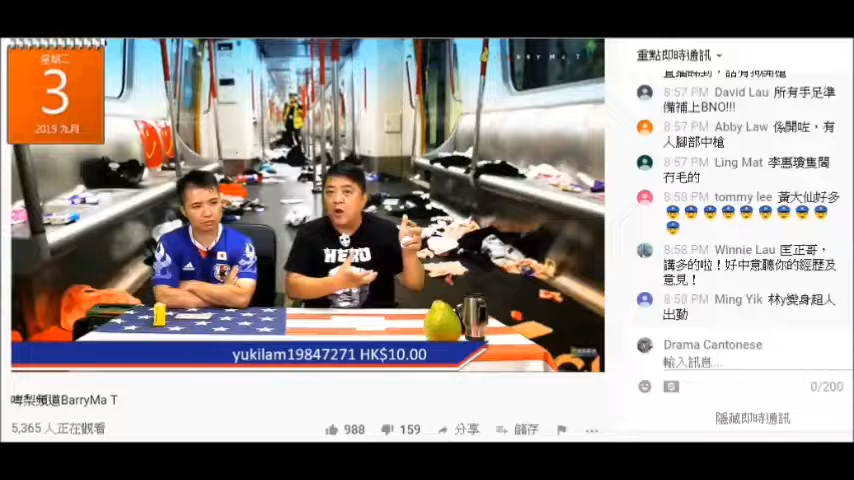 星期二
3
2019 九月
BARRYMAT
HERO
yukilam19847271 HK$10.00
啤梨頻道BarryMa T
5,365 人正在觀看
988
159
分享
儲存
重點即時通訊
8:57 PM David Lau 所有手足準
備補上BNO!!!
8:57 PM Abby Law 係開咗，有
人腳部中槍
8:57 PM Ling Mat 李惠瓊隻閪
冇毛的
8:58 PM tommy lee 黃大仙好多
8:58 PM Winnie Lau 匡正哥，
講多的啦！好中意聽你的經歷及
意見！
8:58 PM Ming Yik 林y變身超人
出動
Drama Cantonese
輸入訊息...
0/200
隱藏即時通訊